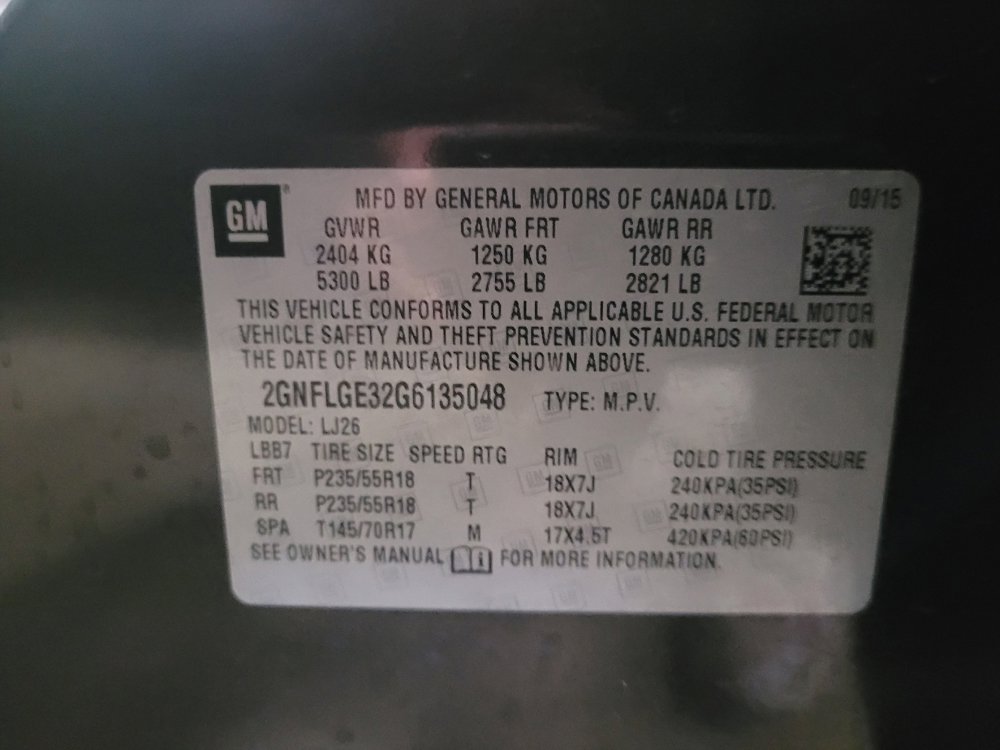 GM® MFD BY GENERAL MOTORS OF CANADA LTD. 09/15
GVWR GAWR FRT GAWR RR
2404 KG 1250 KG 1280 KG
5300 LB 2755 LB 2821 LB
THIS VEHICLE CONFORMS TO ALL APPLICABLE U.S. FEDERAL MOTOR
VEHICLE SAFETY AND THEFT PREVENTION STANDARDS IN EFFECT ON
THE DATE OF MANUFACTURE SHOWN ABOVE.
2GNFLGE32G6135048 TYPE: M.P.V.
MODEL: LJ26
LBB7 TIRE SIZE SPEED RTG RIM COLD TIRE PRESSURE
FRT P235/55R18 T 18X7J 240KPA(35PSI)
RR P235/55R18 T 18X7J 240KPA(35PSI)
SPA T145/70R17 M 17X4.5T 420KPA(60PSI)
SEE OWNER'S MANUAL i FOR MORE INFORMATION.